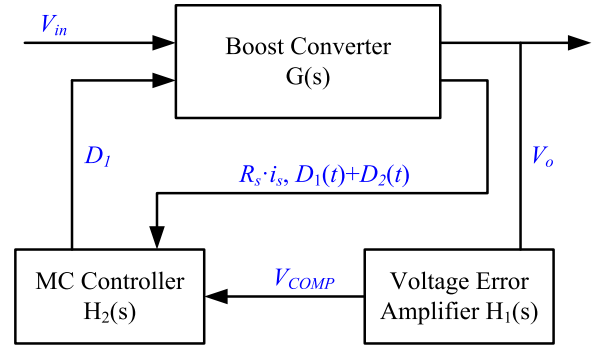 V_in
Boost Converter
G(s)
D_1
R_s·i_s, D_1(t)+D_2(t)
V_o
MC Controller
H_2(s)
V_COMP
Voltage Error
Amplifier H_1(s)